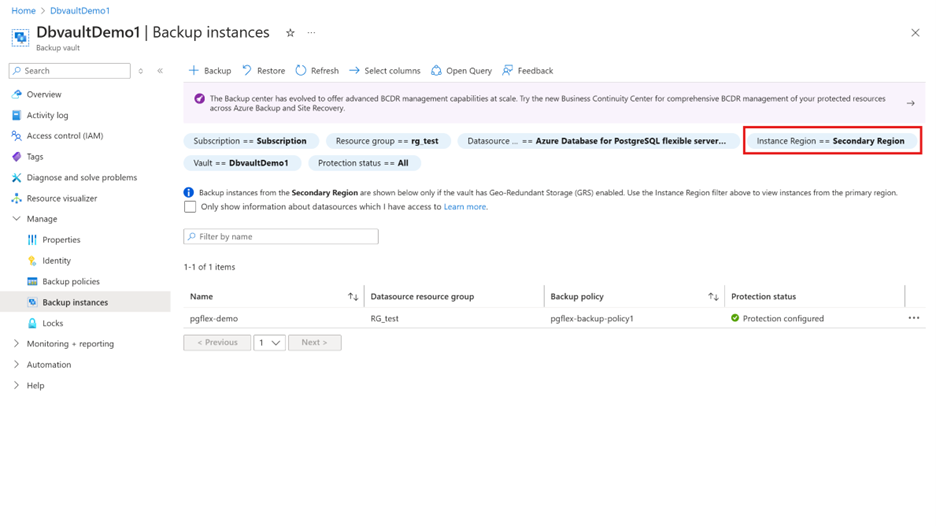 Home > DbvaultDemo1
DbvaultDemo1 | Backup instances ☆ ...
Backup vault
Search
Backup Restore Refresh Select columns Open Query Feedback
The Backup center has evolved to offer advanced BCDR management capabilities at scale. Try the new Business Continuity Center for comprehensive BCDR management of your protected resources
across Azure Backup and Site Recovery.
Overview
Activity log
Access control (IAM)
Tags
Diagnose and solve problems
Resource visualizer
Manage
Properties
Identity
Backup policies
Backup instances
Locks
Monitoring + reporting
Automation
Help
Subscription == Subscription
Resource group == rg_test
Datasource ... == Azure Database for PostgreSQL flexible server...
Instance Region == Secondary Region
Vault == DbvaultDemo1
Protection status == All
Backup instances from the Secondary Region are shown below only if the vault has Geo-Redundant Storage (GRS) enabled. Use the Instance Region filter above to view instances from the primary region.
Only show information about datasources which I have access to Learn more.
Filter by name
1-1 of 1 items
Name Datasource resource group Backup policy Protection status
pgflex-demo RG_test pgflex-backup-policy1 Protection configured ...
< Previous 1 Next >